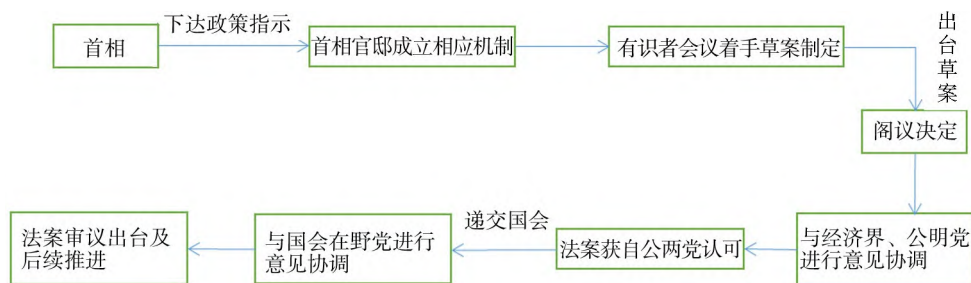 首相
下达政策指示
首相官邸成立相应机制
有识者会议着手草案制定
出台草案
阁议决定
与经济界、公明党
进行意见协调
法案获自公两党认可
递交国会
与国会在野党进行
意见协调
法案审议出台及
后续推进